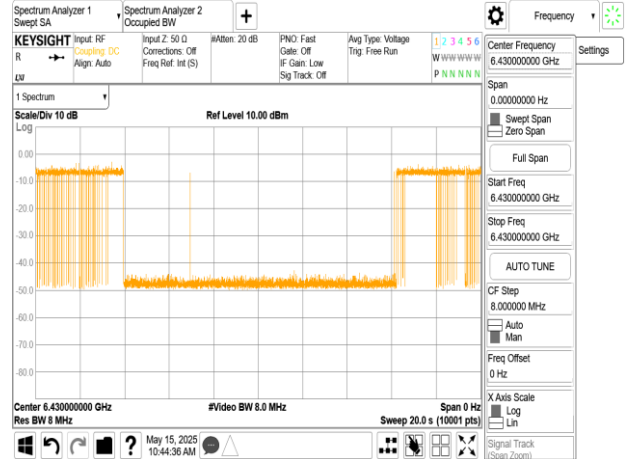 Spectrum Analyzer 1
Swept SA
Spectrum Analyzer 2
Occupied BW
+
Frequency
KEYSIGHT
R
LW
Input: RF
Coupling: DC
Align: Auto
Input Z: 50 Ω
Corrections: Off
Freq Ref: Int (S)
#Atten: 20 dB
PNO: Fast
Gate: Off
IF Gain: Low
Sig Track: Off
Avg Type: Voltage
Trig: Free Run
1 2 3 4 5 6
W W W W W W
P N N N N N
1 Spectrum
Scale/Div 10 dB
Ref Level 10.00 dBm
Log
0.00
-10.0
-20.0
-30.0
-40.0
-50.0
-60.0
-70.0
-80.0
Center 6.430000000 GHz
#Video BW 8.0 MHz
Span 0 Hz
Res BW 8 MHz
Sweep 20.0 s (10001 pts)
?
May 15, 2025
10:44:36 AM
Center Frequency
6.430000000 GHz
Settings
Span
0.00000000 Hz
Swept Span
Zero Span
Full Span
Start Freq
6.430000000 GHz
Stop Freq
6.430000000 GHz
AUTO TUNE
CF Step
8.000000 MHz
Auto
Man
Freq Offset
0 Hz
X Axis Scale
Log
Lin
Signal Track
(Span Zoom)